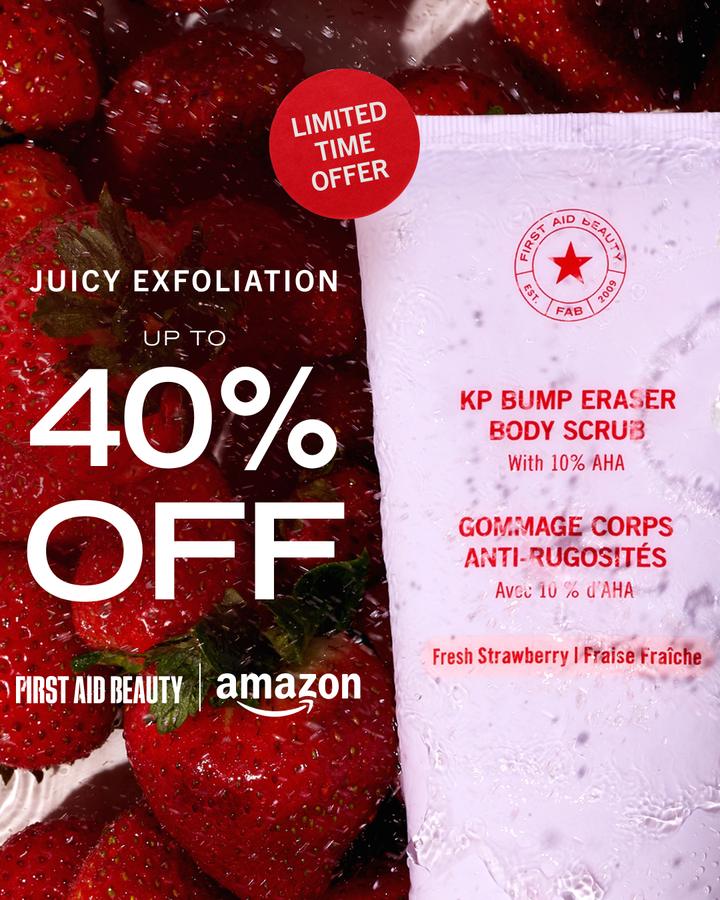 LIMITED
TIME
OFFER
JUICY EXFOLIATION
UP TO
40%
OFF
FIRST AID BEAUTY | amazon
FIRST AID BEAUTY
EST. FAB 2009
KP BUMP ERASER
BODY SCRUB
With 10% AHA
GOMMAGE CORPS
ANTI-RUGOSITÉS
Avec 10 % d'AHA
Fresh Strawberry | Fraise Fraîche